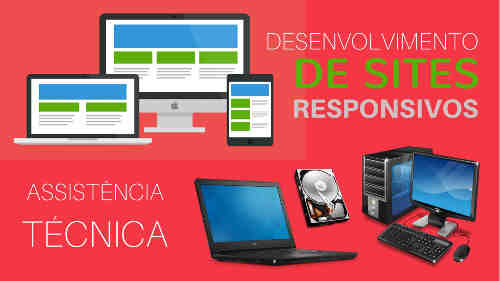 DESENVOLVIMENTO
DE SITES
RESPONSIVOS
ASSISTÊNCIA
TÉCNICA